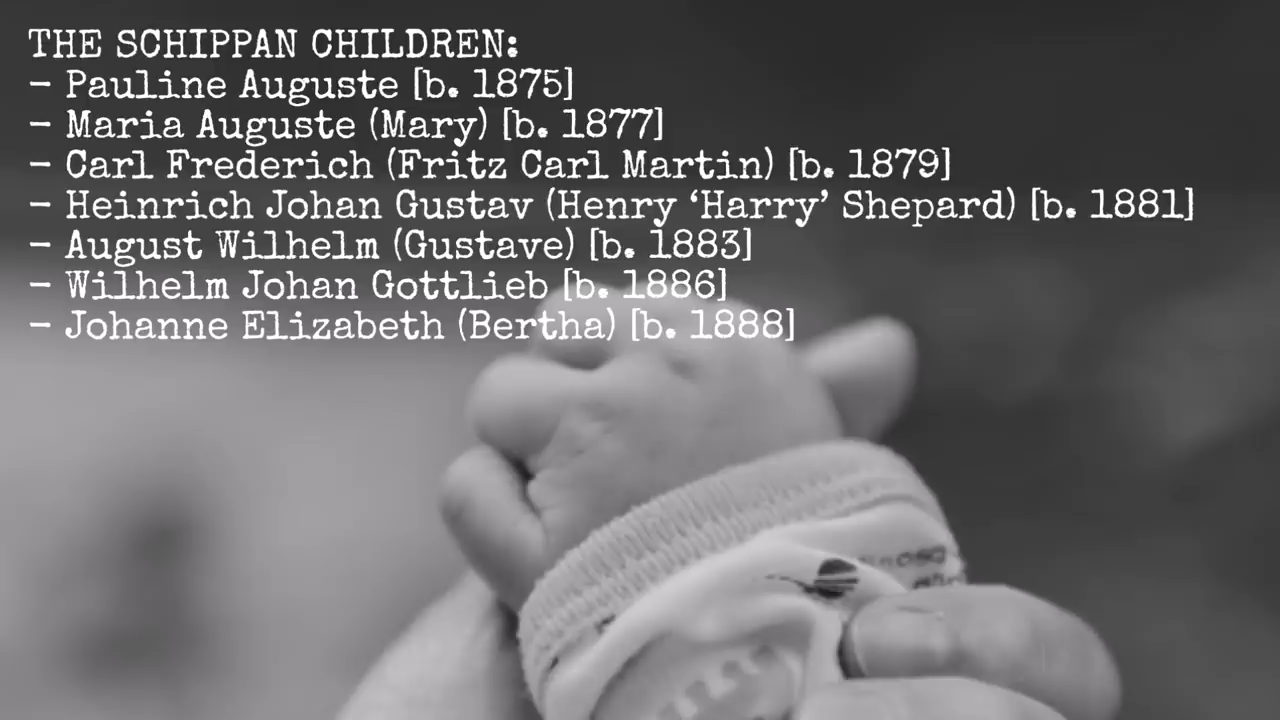 THE SCHIPPAN CHILDREN:
– Pauline Auguste [b. 1875]
– Maria Auguste (Mary) [b. 1877]
– Carl Frederich (Fritz Carl Martin) [b. 1879]
– Heinrich Johan Gustav (Henry ‘Harry’ Shepard) [b. 1881]
– August Wilhelm (Gustave) [b. 1883]
– Wilhelm Johan Gottlieb [b. 1886]
– Johanne Elizabeth (Bertha) [b. 1888]